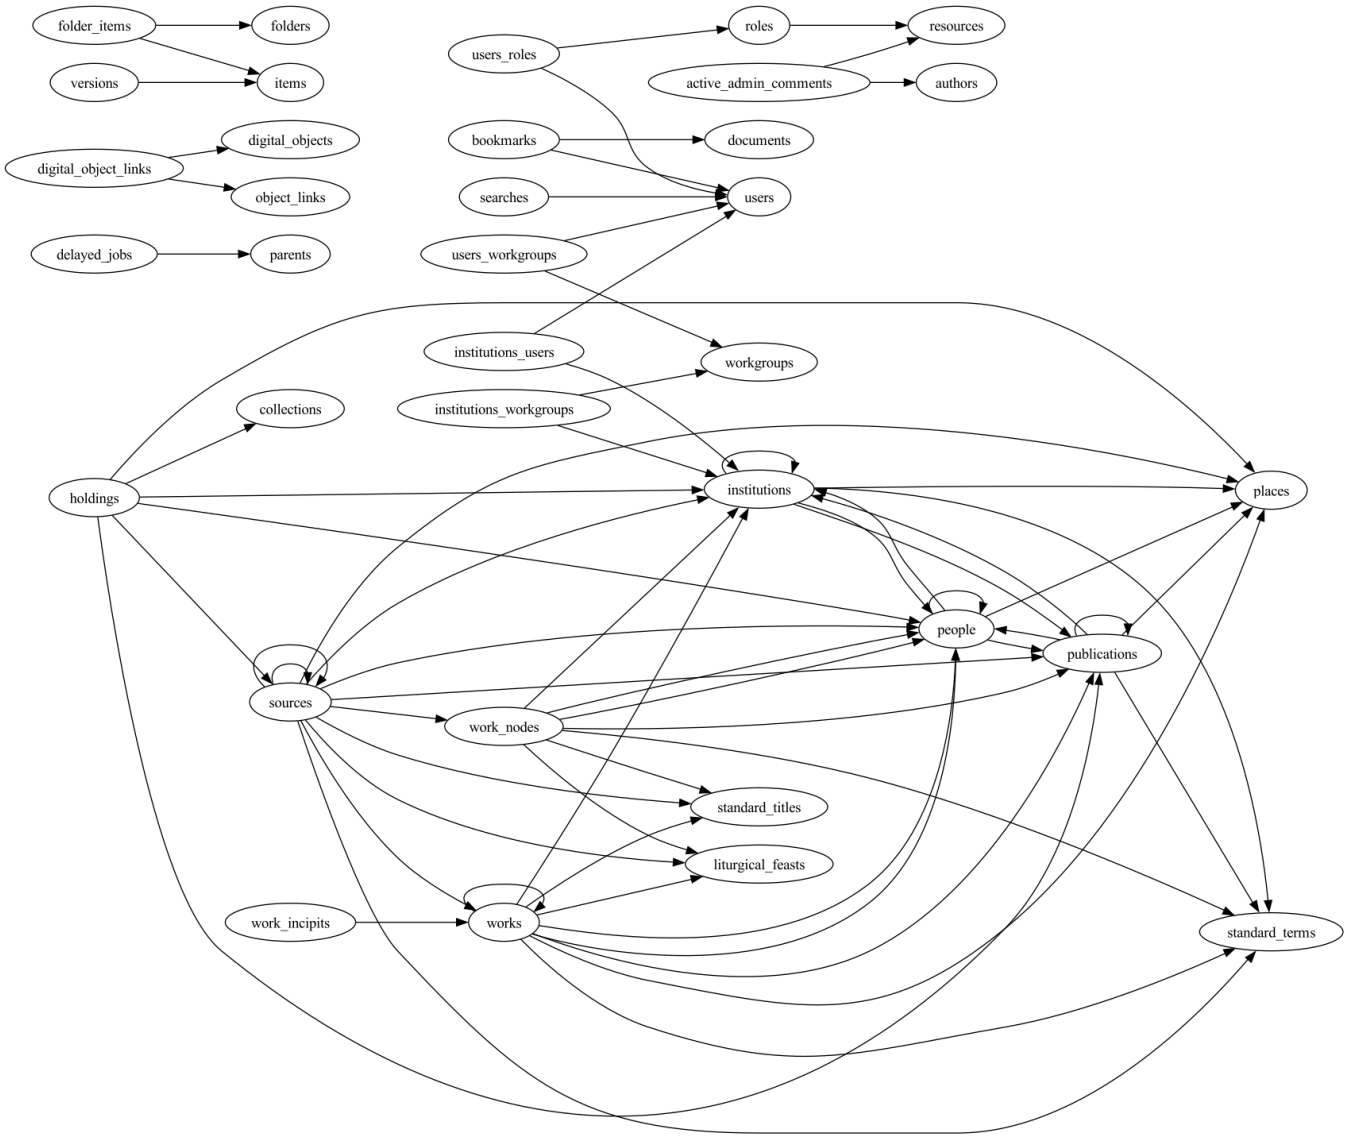 folder_items
folders
roles
resources
users_roles
versions
items
active_admin_comments
authors
digital_objects
bookmarks
documents
digital_object_links
object_links
searches
users
delayed_jobs
parents
users_workgroups
institutions_users
workgroups
collections
institutions_workgroups
holdings
institutions
places
people
publications
sources
work_nodes
standard_titles
liturgical_feasts
work_incipits
works
standard_terms